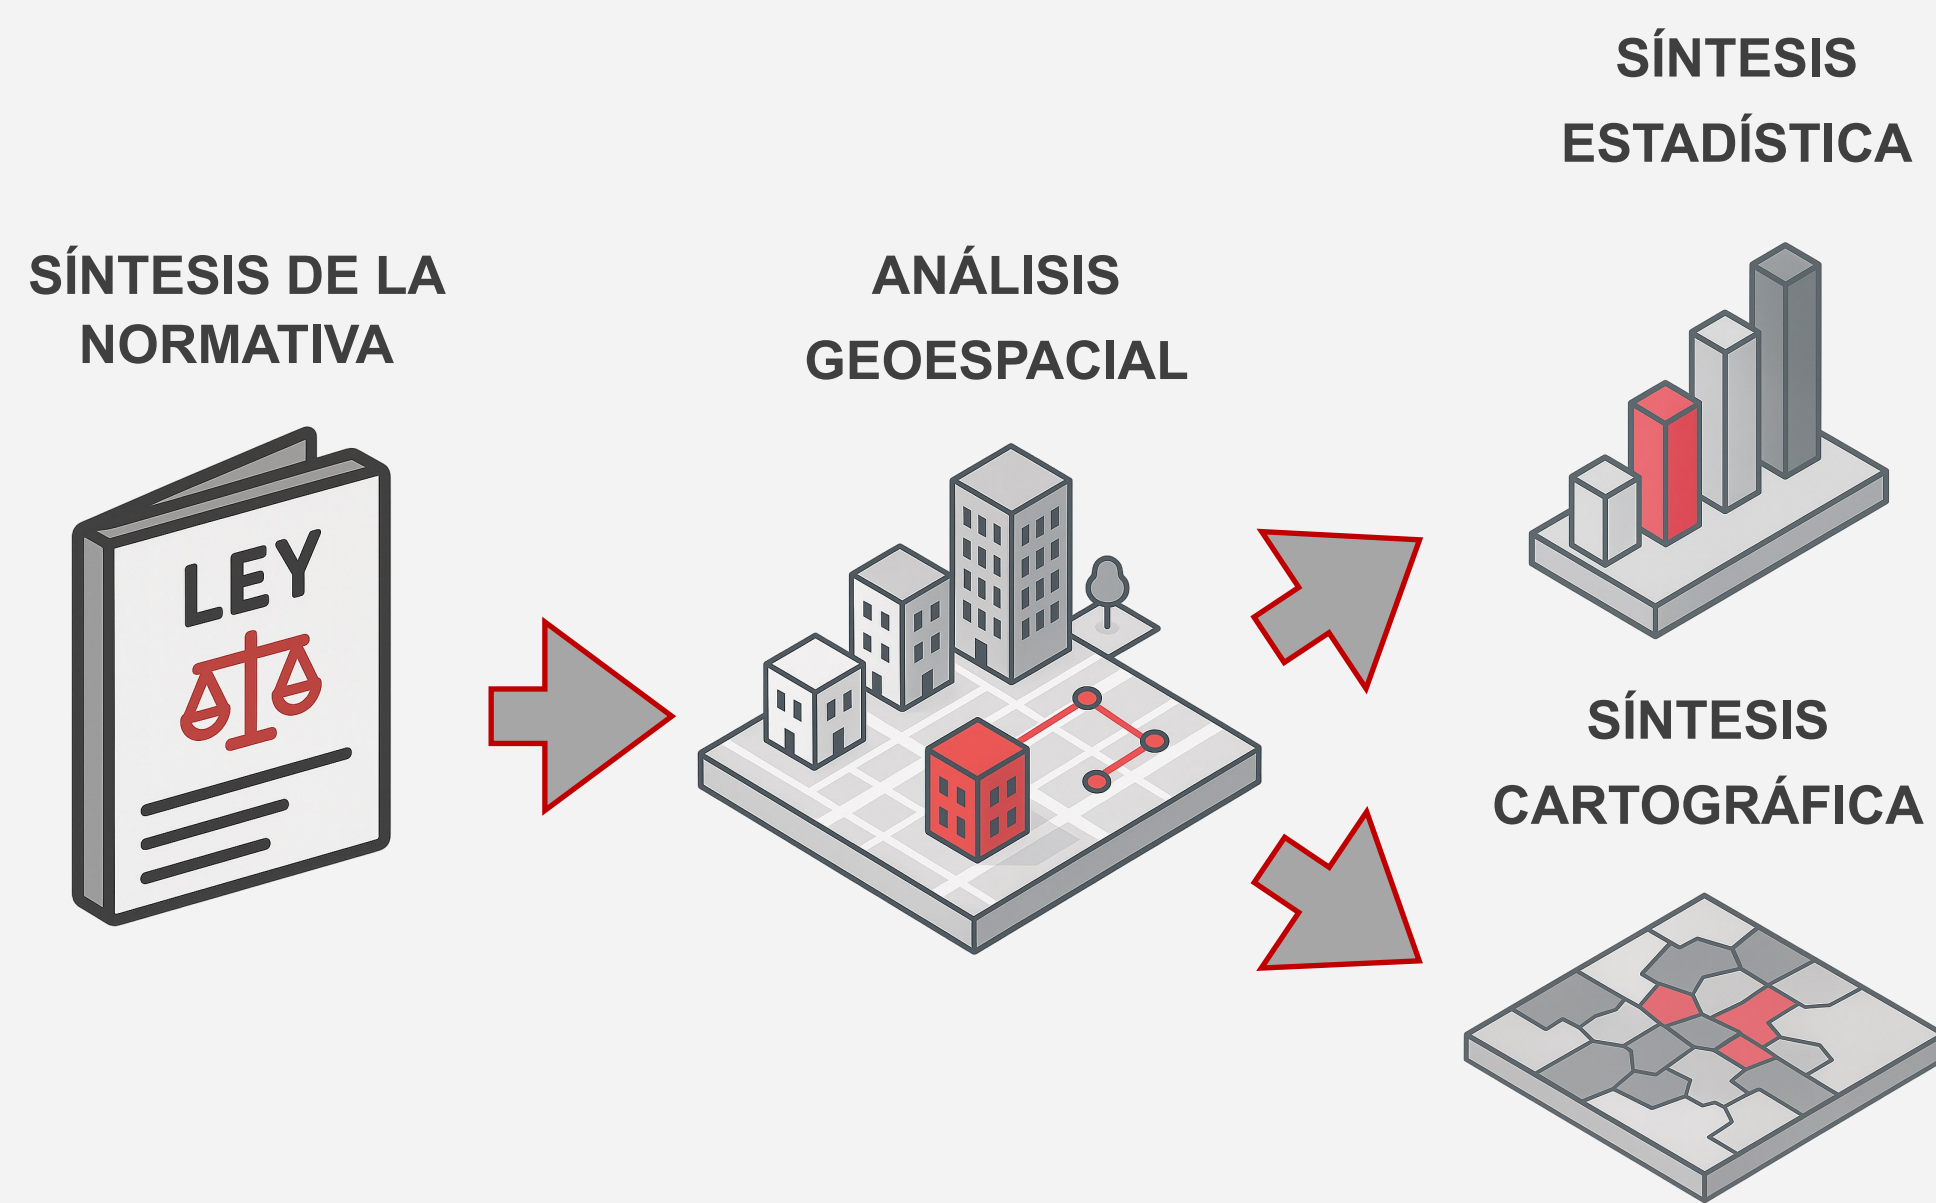 SÍNTESIS DE LA
NORMATIVA
LEY
ANÁLISIS
GEOESPACIAL
SÍNTESIS
ESTADÍSTICA
SÍNTESIS
CARTOGRÁFICA